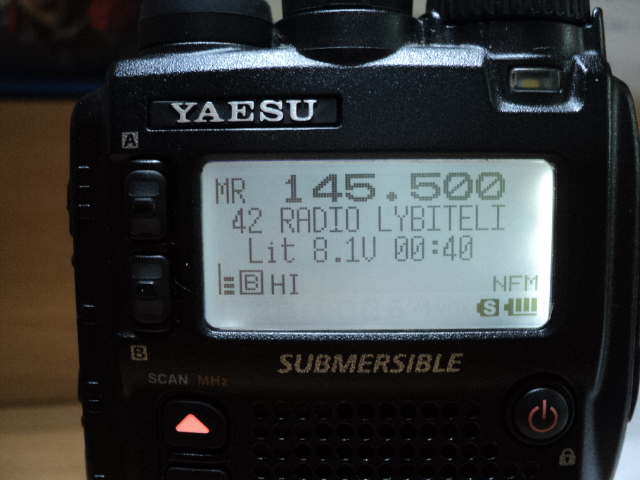 YAESU
A
MR 145.500
42 RADIO LYBITELI
Lit 8.1V 00:40
B HI NFM
S
B
SUBMERSIBLE
SCAN MHz